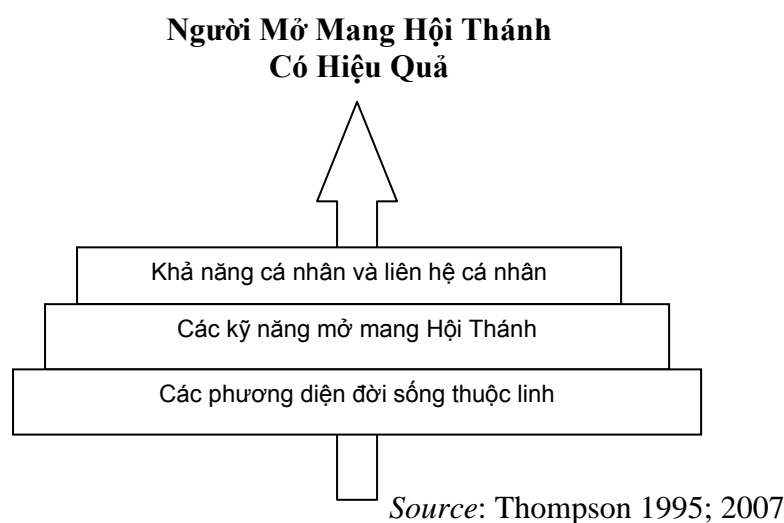 Người Mở Mang Hội Thánh
Có Hiệu Quả
Khả năng cá nhân và liên hệ cá nhân
Các kỹ năng mở mang Hội Thánh
Các phương diện đời sống thuộc linh
Source: Thompson 1995; 2007